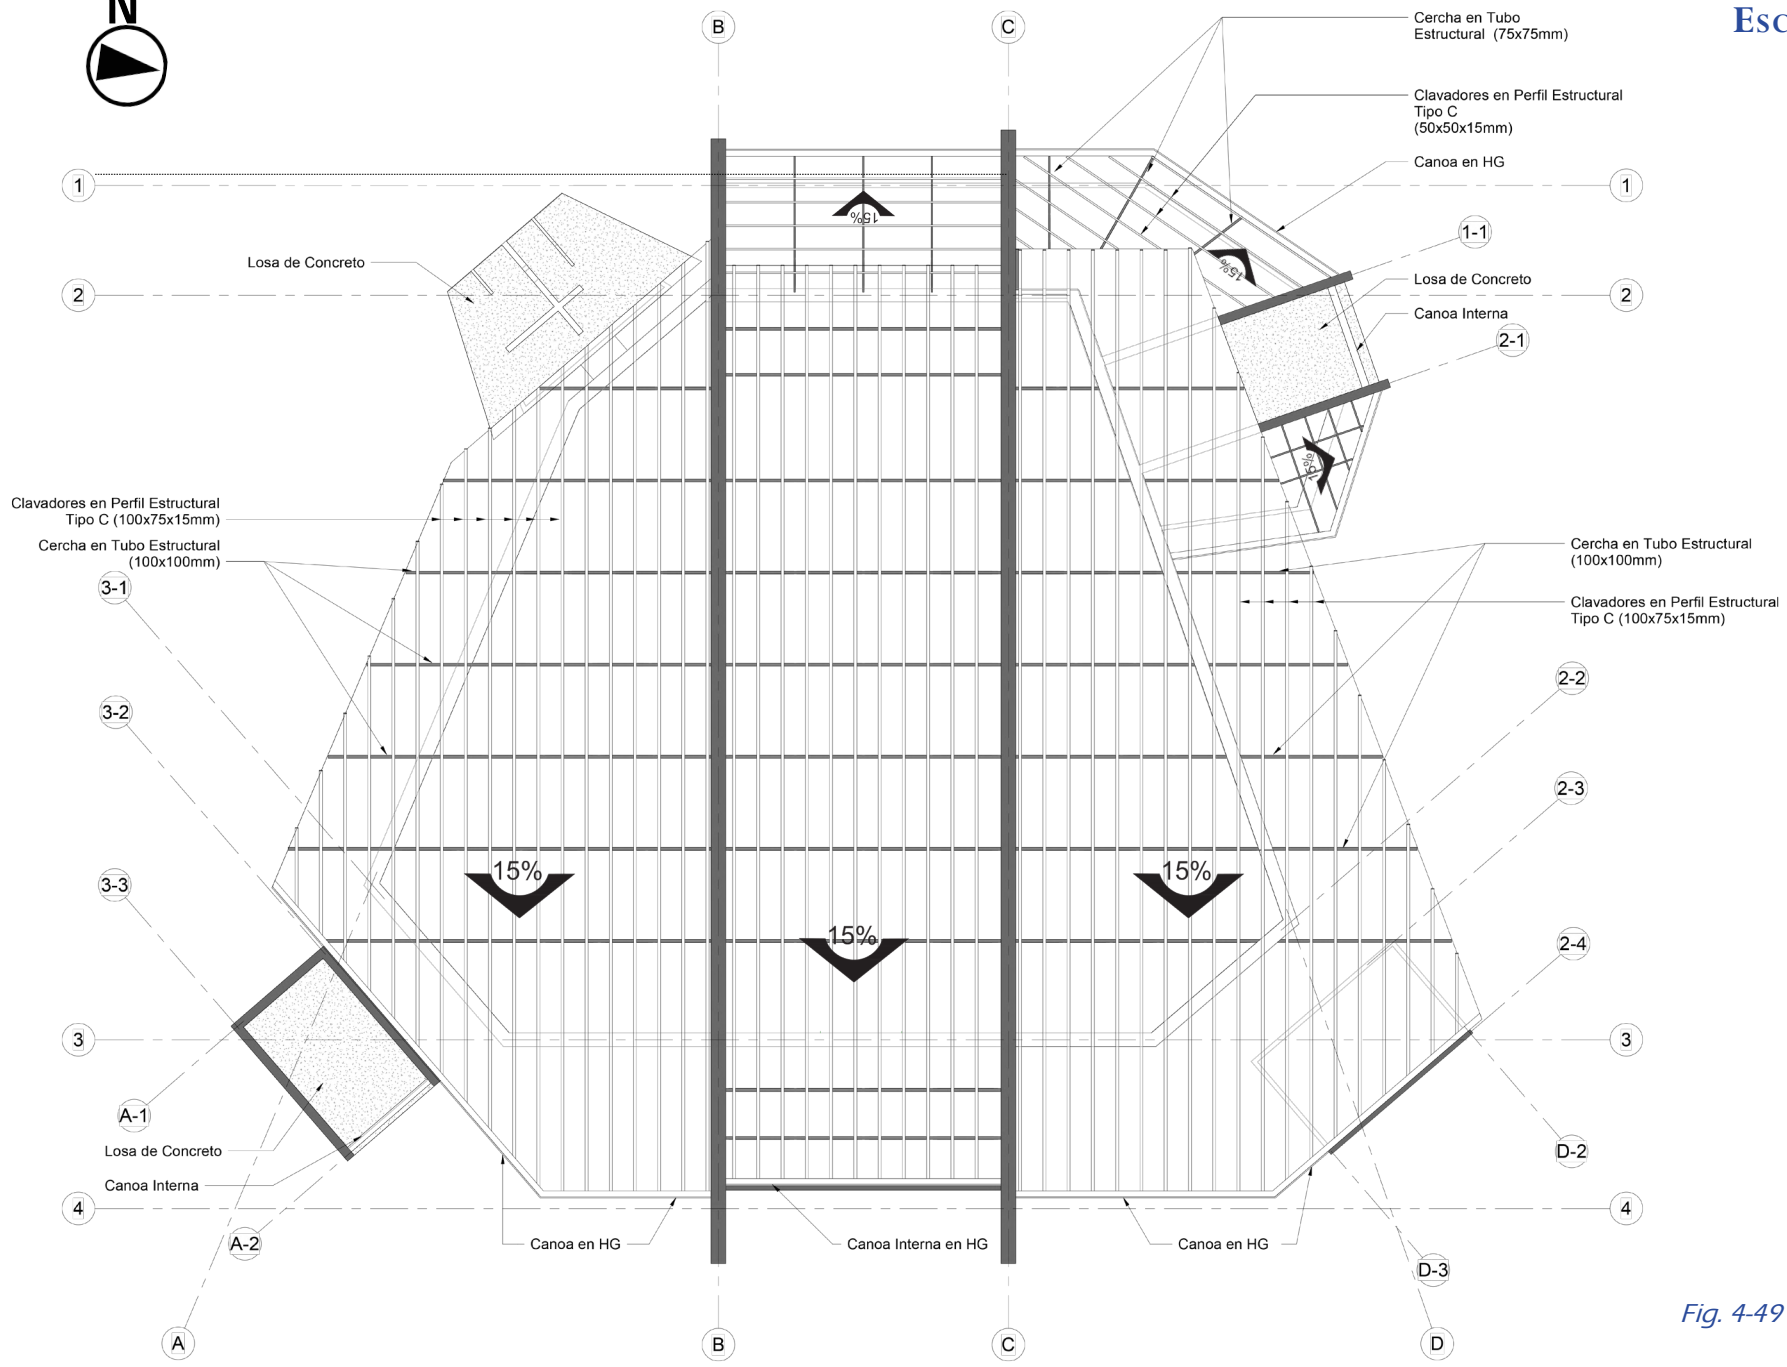 N
B
C
Cercha en Tubo
Estructural (75x75mm)
ESC
Clavadores en Perfil Estructural
Tipo C
(50x50x15mm)
Canoa en HG
1
1
15%
1-1
Losa de Concreto
15%
Losa de Concreto
2
2
Canoa Interna
2-1
15%
Clavadores en Perfil Estructural
Tipo C (100x75x15mm)
Cercha en Tubo Estructural
(100x100mm)
Cercha en Tubo Estructural
(100x100mm)
3-1
Clavadores en Perfil Estructural
Tipo C (100x75x15mm)
2-2
3-2
2-3
15%
15%
3-3
15%
2-4
3
3
A-1
Losa de Concreto
D-2
Canoa Interna
4
4
A-2
Canoa en HG
Canoa Interna en HG
Canoa en HG
D-3
Fig. 4-49
A
B
C
D